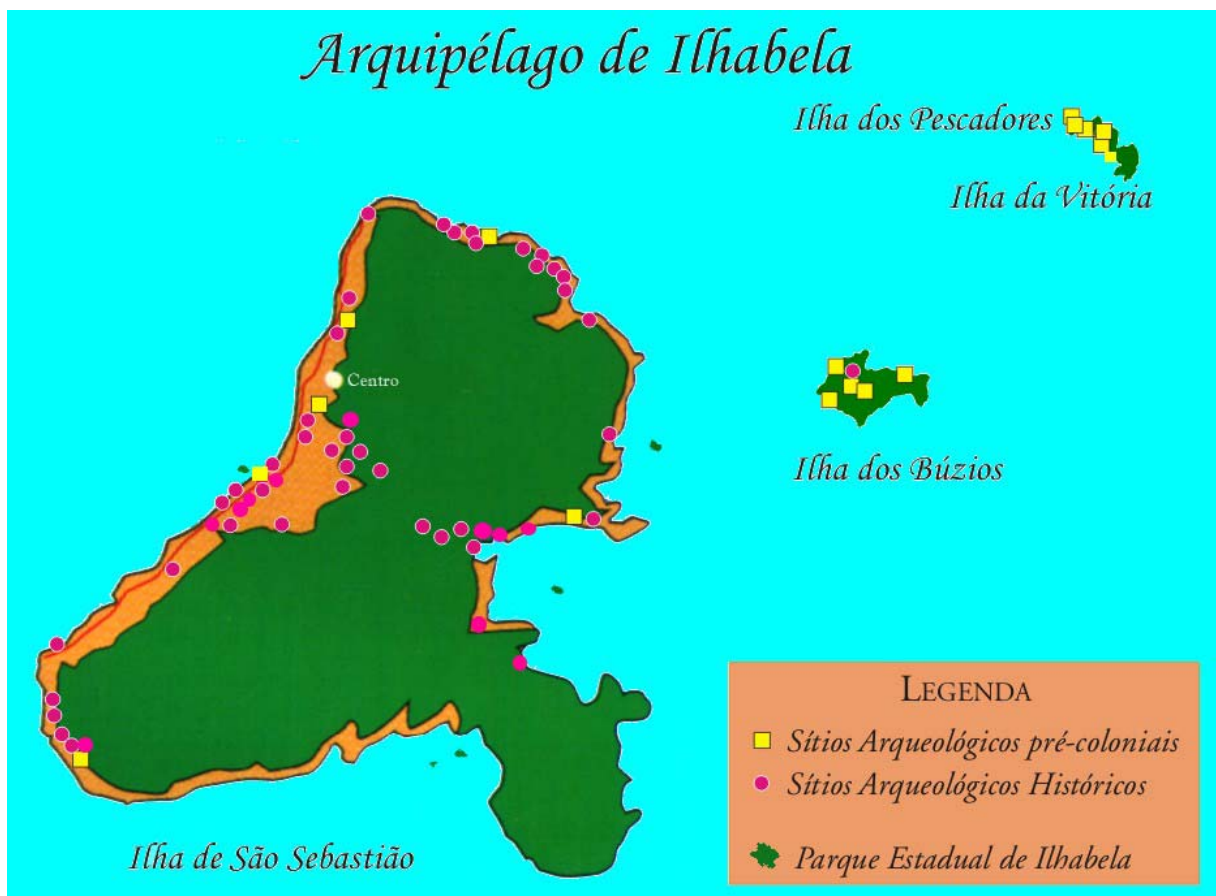 Arquipélago de Ilhabela
Ilha dos Pescadores
Ilha da Vitória
Centro
Ilha dos Búzios
LEGENDA
Sítios Arqueológicos pré-coloniais
Sítios Arqueológicos Históricos
Parque Estadual de Ilhabela
Ilha de São Sebastião